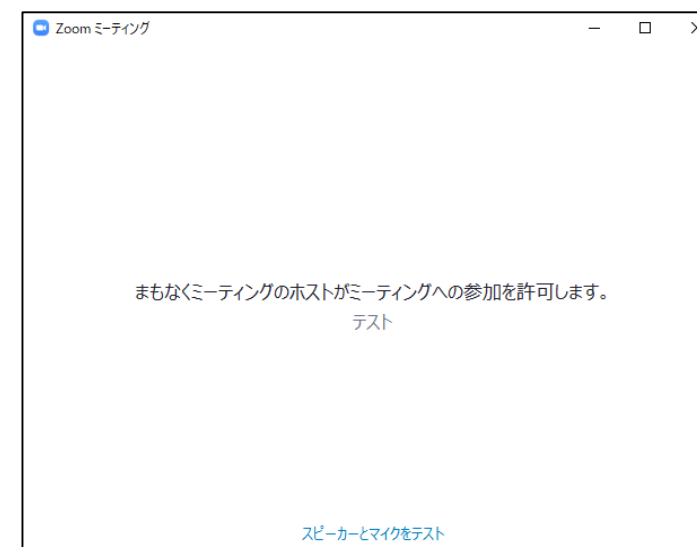 Zoom ミーティング
まもなくミーティングのホストがミーティングへの参加を許可します。
テスト
スピーカーとマイクをテスト